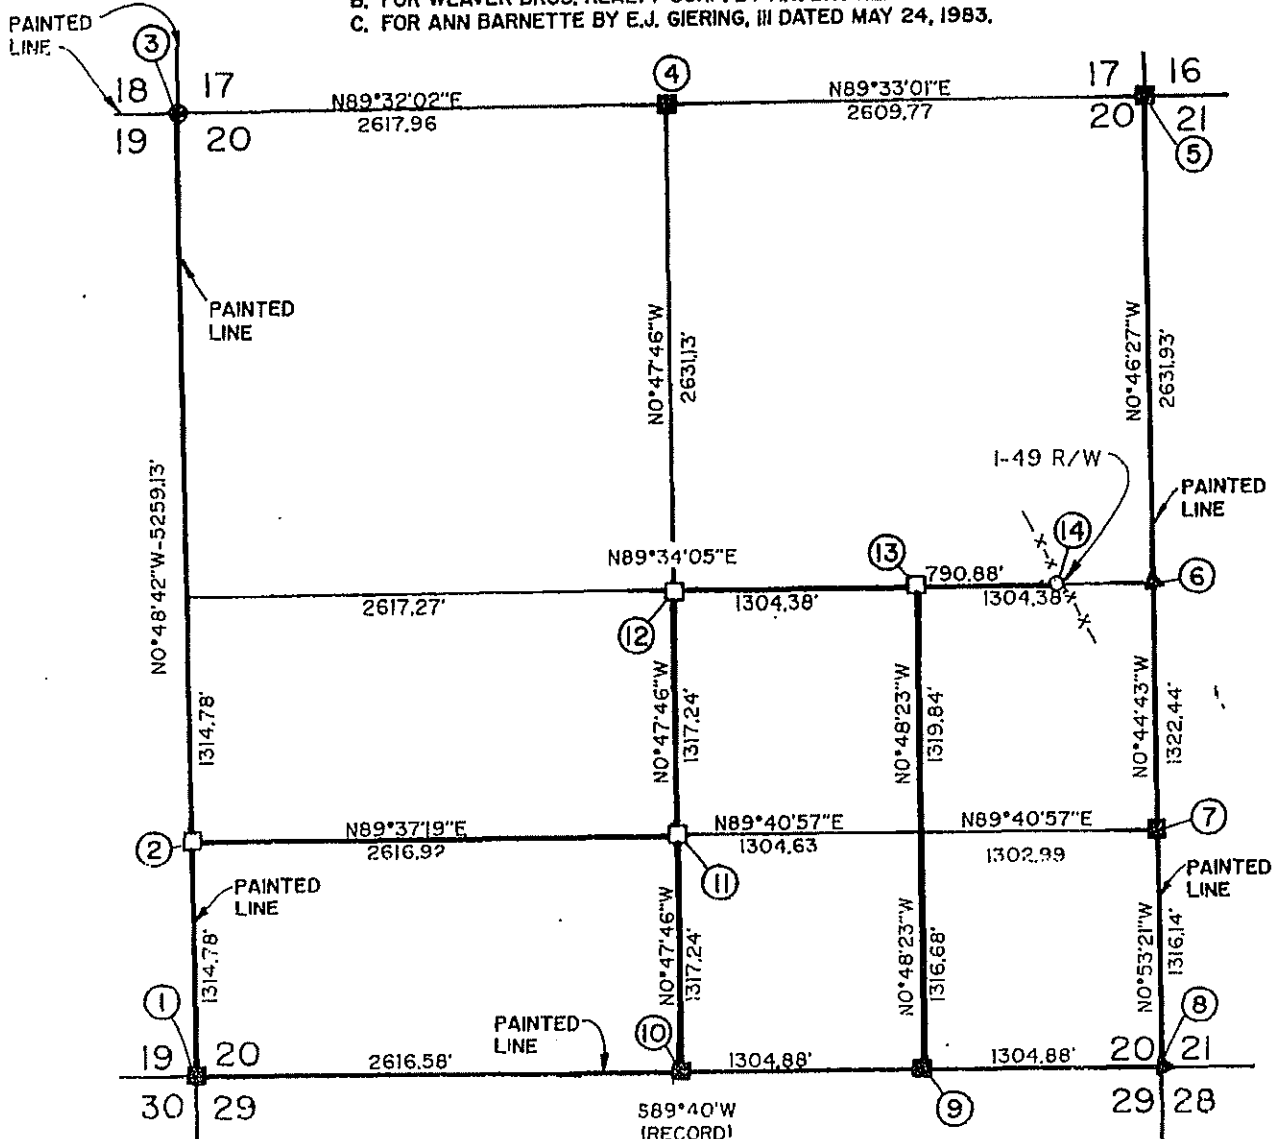 B. FOR WEAVER BROS. REALTY CORP. BY
C. FOR ANN BARNETTE BY E.J. GIERING, III DATED MAY 24, 1983.
PAINTED
LINE
3
4
18
17
17
16
N89°32'02"E
2617.96
N89°33'01"E
2609.77
19
20
20
21
5
PAINTED
LINE
N0°47'46"W
2631.13'
N0°46'27"W
2631.93'
I-49 R/W
PAINTED
LINE
N0°48'42"W-5259.13'
N89°34'05"E
13
14
790.88'
6
2617.27'
1304.38'
1304.38'
12
1314.78'
N0°47'46"W
1317.24'
N0°48'23"W
1319.84'
N0°44'43"W
1322.44'
2
N89°37'19"E
2616.92
N89°40'57"E
1304.63
N89°40'57"E
1302.99
7
11
PAINTED
LINE
PAINTED
LINE
1314.78'
N0°47'46"W
1317.24'
N0°48'23"W
1316.68'
N0°53'21"W
1316.14'
1
PAINTED
LINE
10
8
19
20
2616.58'
1304.88'
1304.88'
20
21
30
29
S89°40'W
(RECORD)
9
29
28